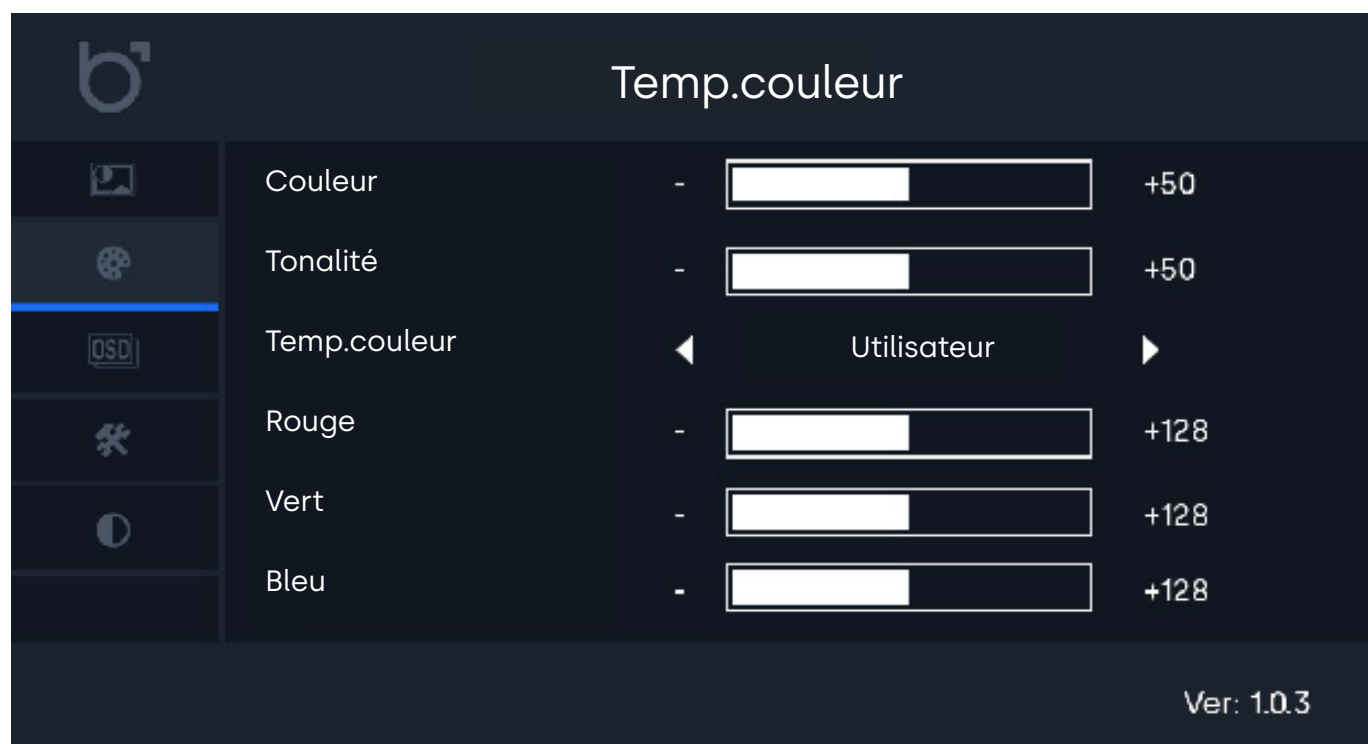 b
Temp.couleur
Couleur - +50
Tonalité - +50
Temp.couleur Utilisateur
OSD
Rouge - +128
Vert - +128
Bleu - +128
Ver: 1.0.3